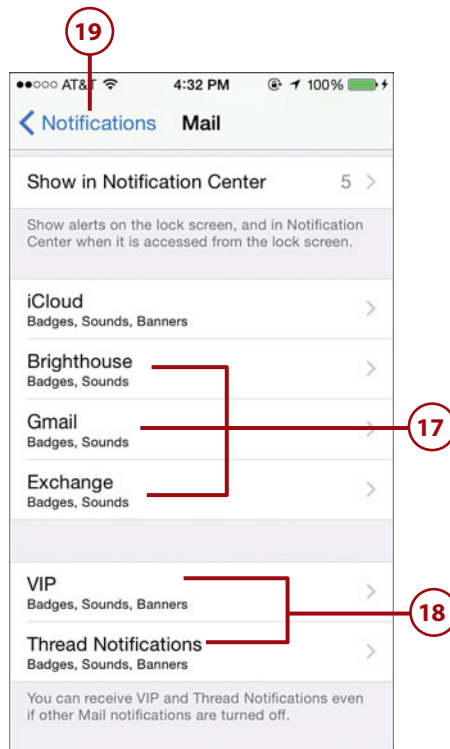 19
AT&T 4:32 PM 100%
Notifications Mail
Show in Notification Center 5
Show alerts on the lock screen, and in Notification
Center when it is accessed from the lock screen.
iCloud
Badges, Sounds, Banners
Brighthouse
Badges, Sounds
Gmail
Badges, Sounds
17
Exchange
Badges, Sounds
VIP
Badges, Sounds, Banners
18
Thread Notifications
Badges, Sounds, Banners
You can receive VIP and Thread Notifications even
if other Mail notifications are turned off.